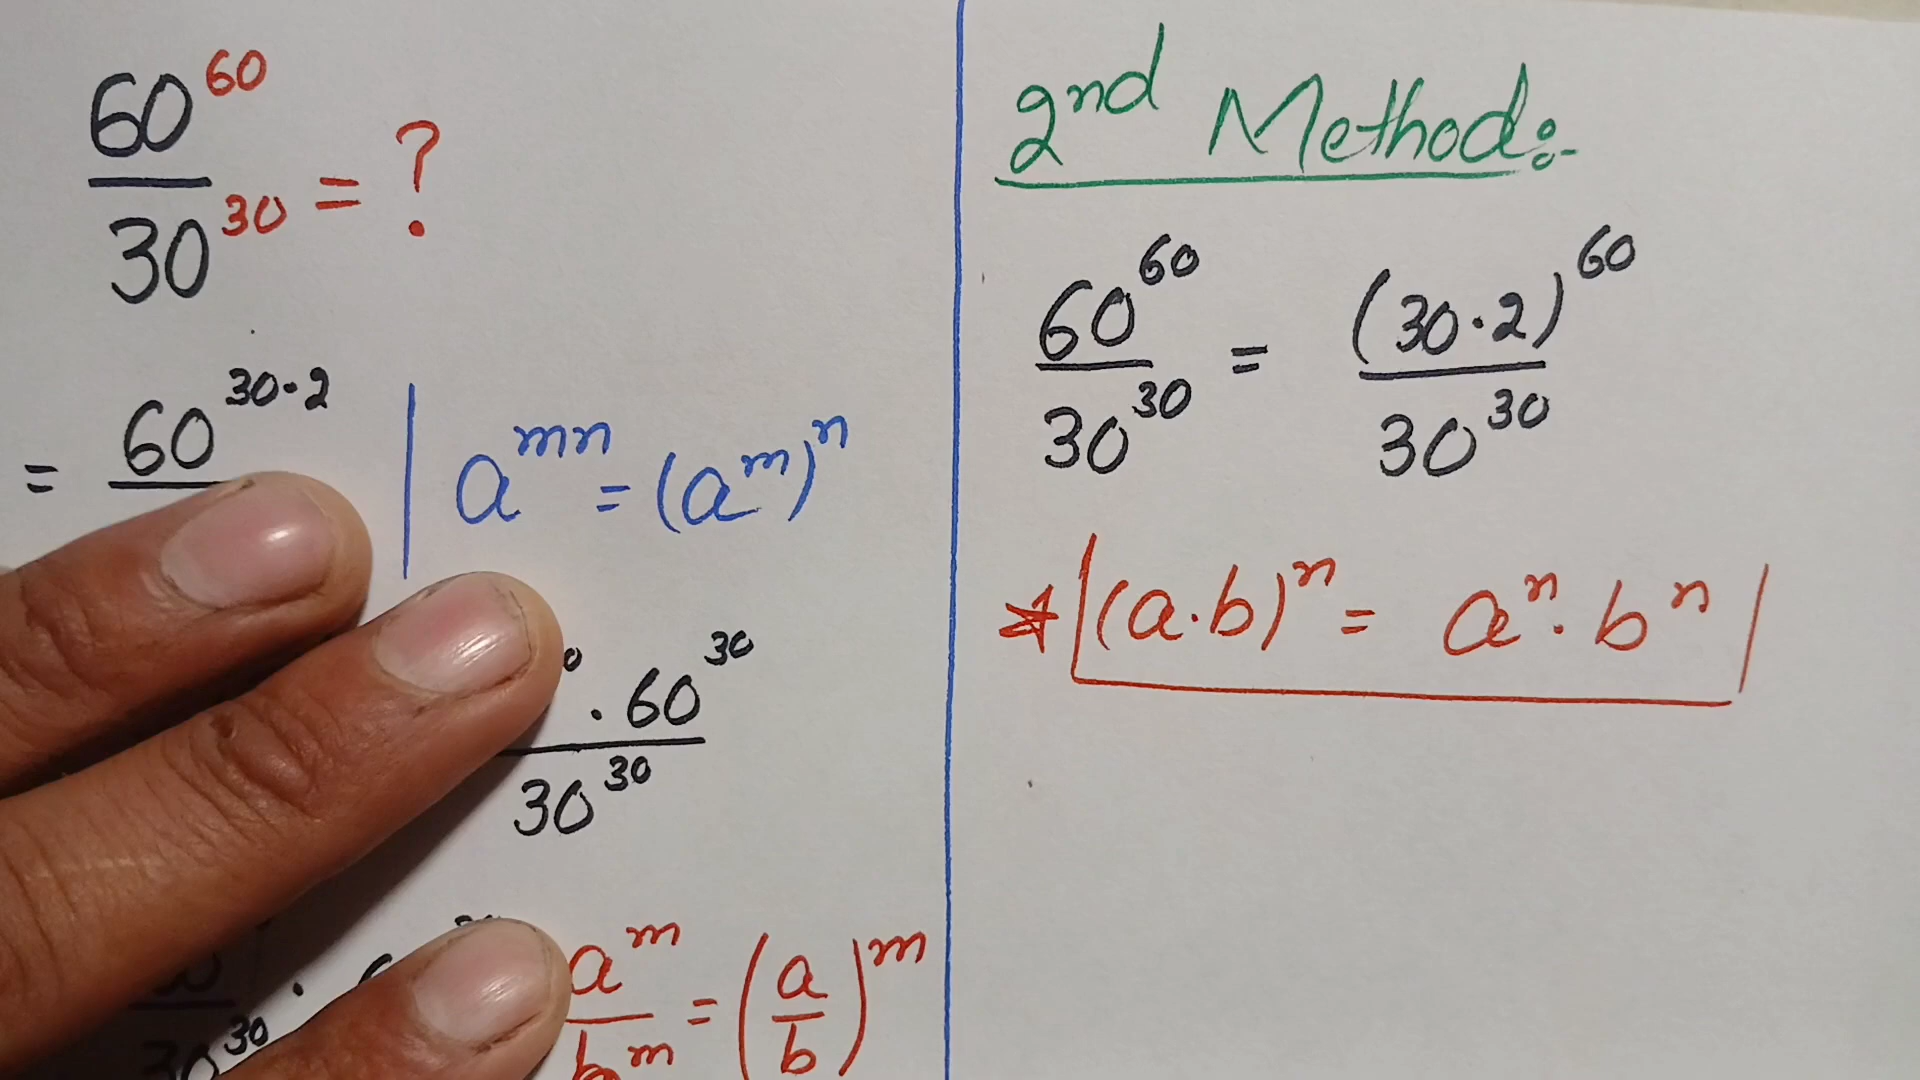 60^60 / 30^30 = ?
= 60^30·2
a^mn = (a^m)^n
· 60^30 / 30^30
30^30 ·
a^m / b^m = (a/b)^m
2nd Method:-
60^60 / 30^30 = (30·2)^60 / 30^30
(a·b)^n = a^n · b^n